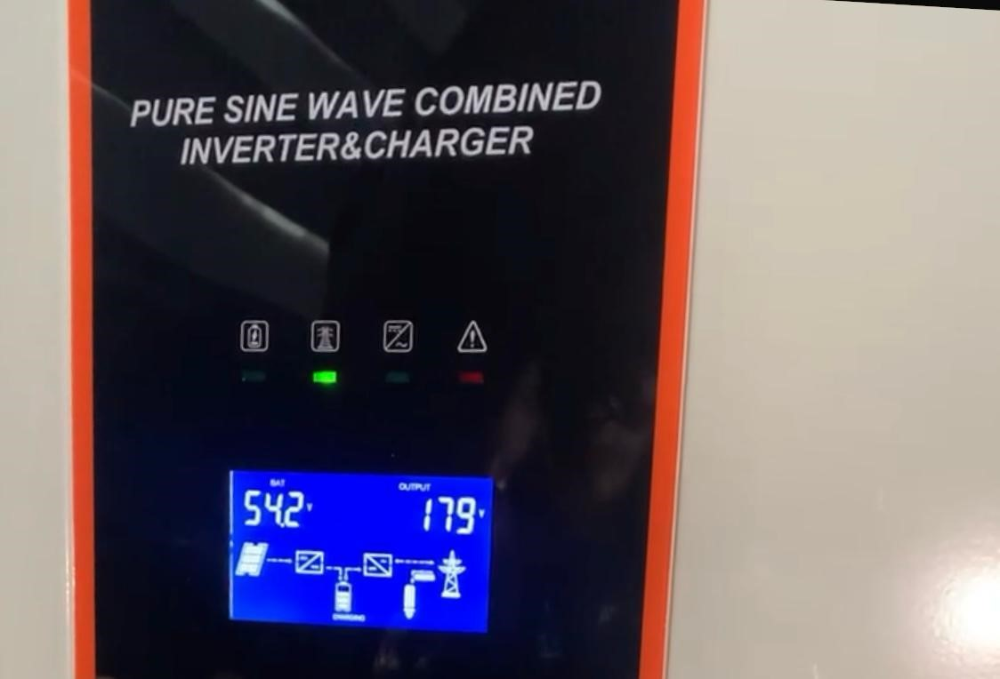 PURE SINE WAVE COMBINED
INVERTER&CHARGER
BAT OUTPUT
54.2V 179V
CHARGING